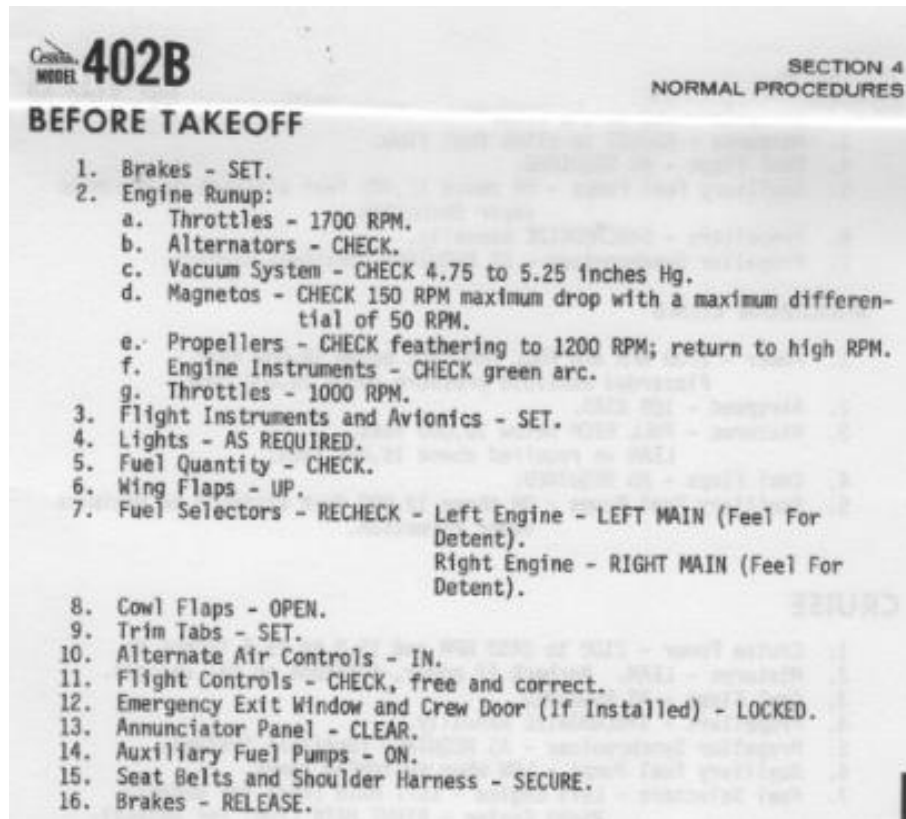 Cessna.
MODEL 402B
SECTION 4
NORMAL PROCEDURES
BEFORE TAKEOFF
1. Brakes - SET.
2. Engine Runup:
a. Throttles - 1700 RPM.
b. Alternators - CHECK.
c. Vacuum System - CHECK 4.75 to 5.25 inches Hg.
d. Magnetos - CHECK 150 RPM maximum drop with a maximum differen-
tial of 50 RPM.
e. Propellers - CHECK feathering to 1200 RPM; return to high RPM.
f. Engine Instruments - CHECK green arc.
g. Throttles - 1000 RPM.
3. Flight Instruments and Avionics - SET.
4. Lights - AS REQUIRED.
5. Fuel Quantity - CHECK.
6. Wing Flaps - UP.
7. Fuel Selectors - RECHECK - Left Engine - LEFT MAIN (Feel For
Detent).
Right Engine - RIGHT MAIN (Feel For
Detent).
8. Cowl Flaps - OPEN.
9. Trim Tabs - SET.
10. Alternate Air Controls - IN.
11. Flight Controls - CHECK, free and correct.
12. Emergency Exit Window and Crew Door (If Installed) - LOCKED.
13. Annunciator Panel - CLEAR.
14. Auxiliary Fuel Pumps - ON.
15. Seat Belts and Shoulder Harness - SECURE.
16. Brakes - RELEASE.